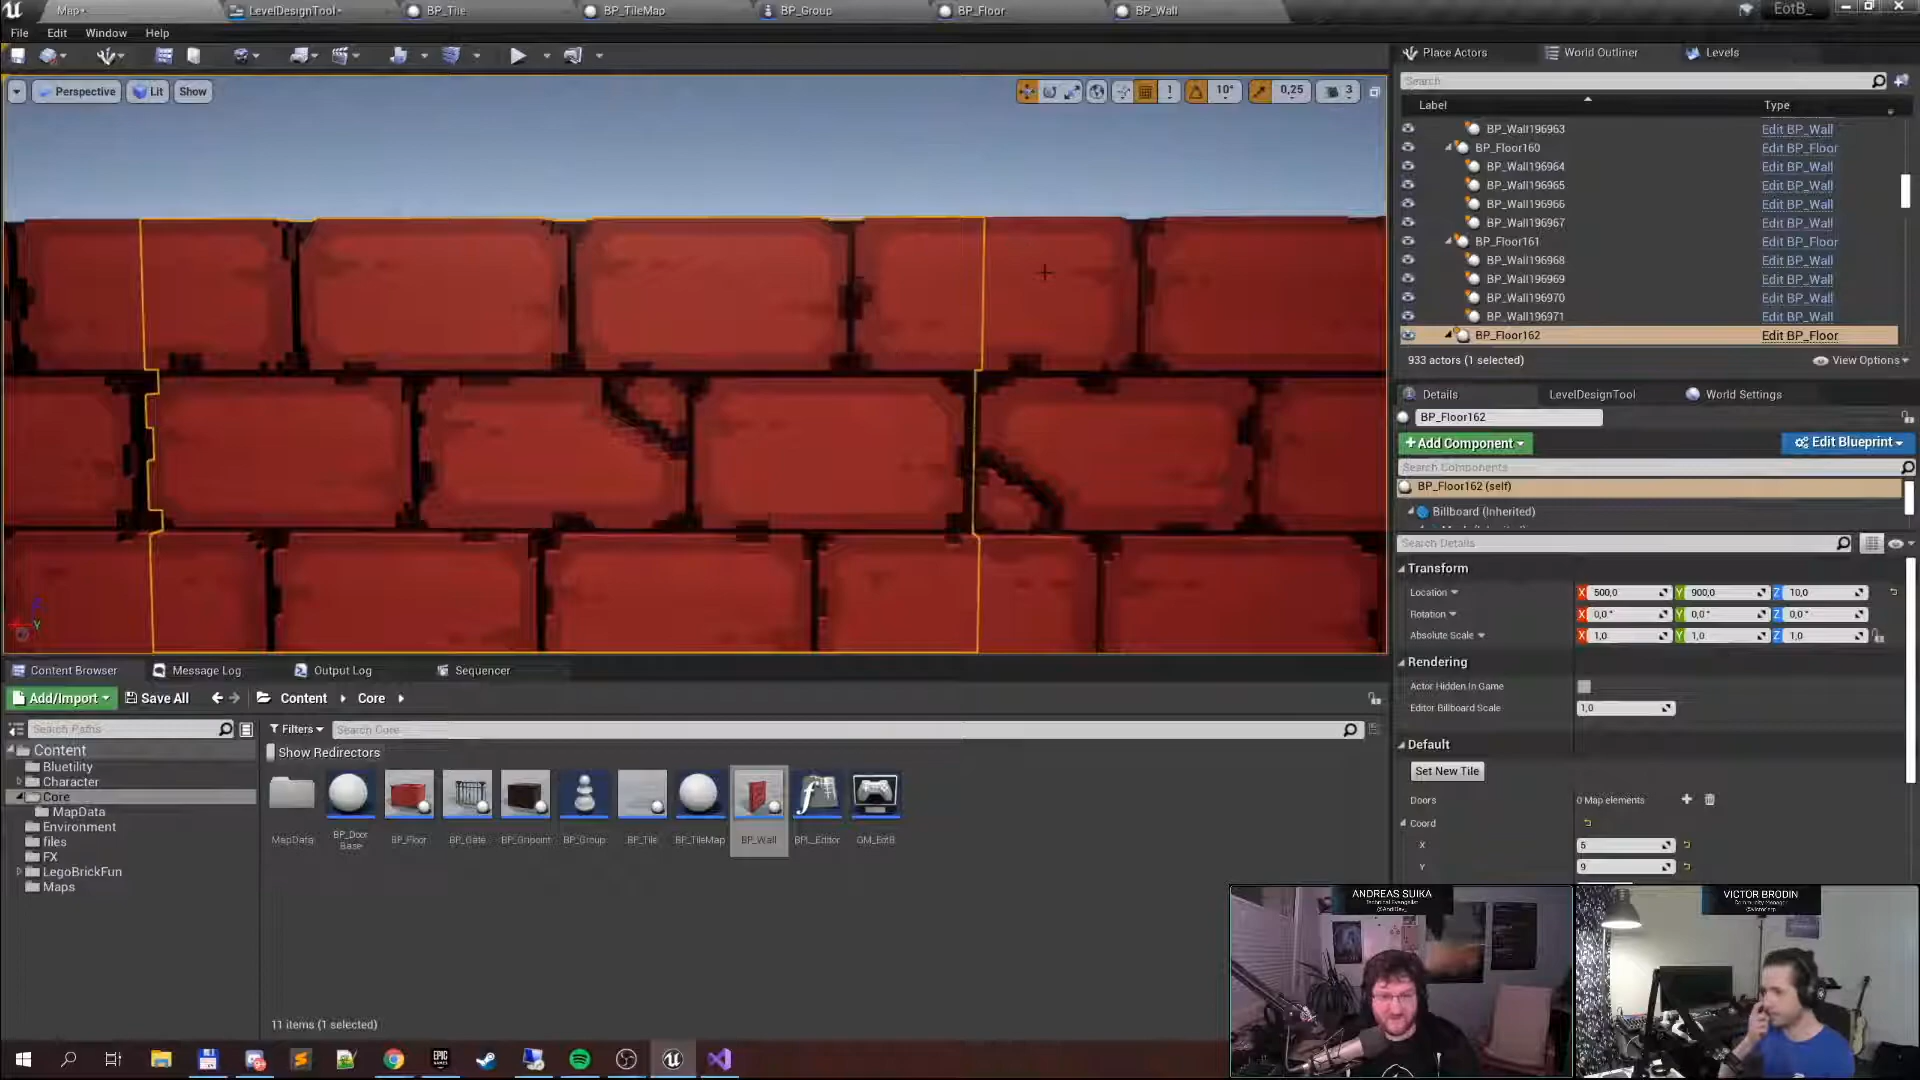 Map*
LevelDesignTool*
BP_Tile
BP_TileMap
BP_Group
BP_Floor
BP_Wall
EotB_
File
Edit
Window
Help
Perspective
Lit
Show
1
10°
0,25
3
Place Actors
World Outliner
Levels
Search
Label
Type
BP_Wall196963
Edit BP_Wall
BP_Floor160
Edit BP_Floor
BP_Wall196964
Edit BP_Wall
BP_Wall196965
Edit BP_Wall
BP_Wall196966
Edit BP_Wall
BP_Wall196967
Edit BP_Wall
BP_Floor161
Edit BP_Floor
BP_Wall196968
Edit BP_Wall
BP_Wall196969
Edit BP_Wall
BP_Wall196970
Edit BP_Wall
BP_Wall196971
Edit BP_Wall
BP_Floor162
Edit BP_Floor
933 actors (1 selected)
View Options
Details
LevelDesignTool
World Settings
BP_Floor162
+Add Component
Edit Blueprint
Search Components
BP_Floor162 (self)
Billboard (Inherited)
Search Details
Transform
Location
X 500,0
Y 900,0
Z 10,0
Rotation
X 0,0 °
Y 0,0 °
Z 0,0 °
Absolute Scale
X 1,0
Y 1,0
Z 1,0
Rendering
Actor Hidden In Game
Editor Billboard Scale
1,0
Default
Set New Tile
Doors
0 Map elements
Coord
X
5
Y
9
Content Browser
Message Log
Output Log
Sequencer
Add/Import
Save All
Content
Core
Search Paths
Filters
Search Core
Show Redirectors
Content
Bluetility
Character
Core
MapData
Environment
files
FX
LegoBrickFun
Maps
MapData
BP_Door
Base
BP_Floor
BP_Gate
BP_Group
BP_Tile
BP_TileMap
BP_Wall
BPL_Editor
GM_EotB
11 items (1 selected)
ANDREAS SUIKA
Technical Evangelist
VICTOR BRODIN
Community Manager
EPIC
GAMES